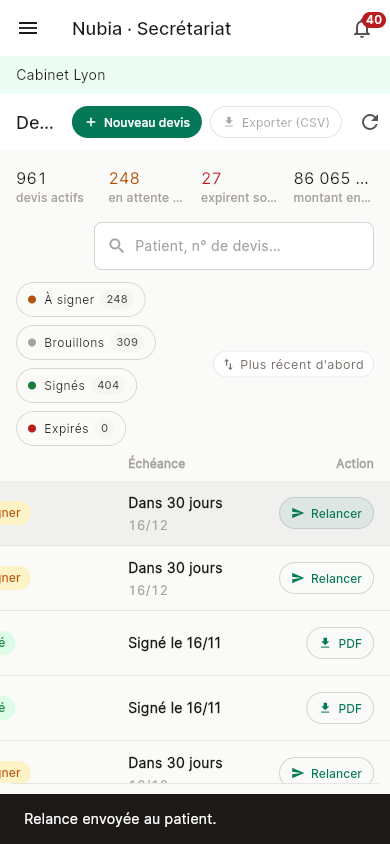 Nubia · Secrétariat
40
Cabinet Lyon
De...
Nouveau devis
Exporter (CSV)
961
devis actifs
248
en attente ...
27
expirent so...
86 065 ...
montant en...
Patient, n° de devis...
À signer 248
Brouillons 309
Signés 404
Expirés 0
Plus récent d'abord
Échéance Action
gner Dans 30 jours Relancer
16/12
gner Dans 30 jours Relancer
16/12
é Signé le 16/11 PDF
é Signé le 16/11 PDF
gner Dans 30 jours Relancer
Relance envoyée au patient.